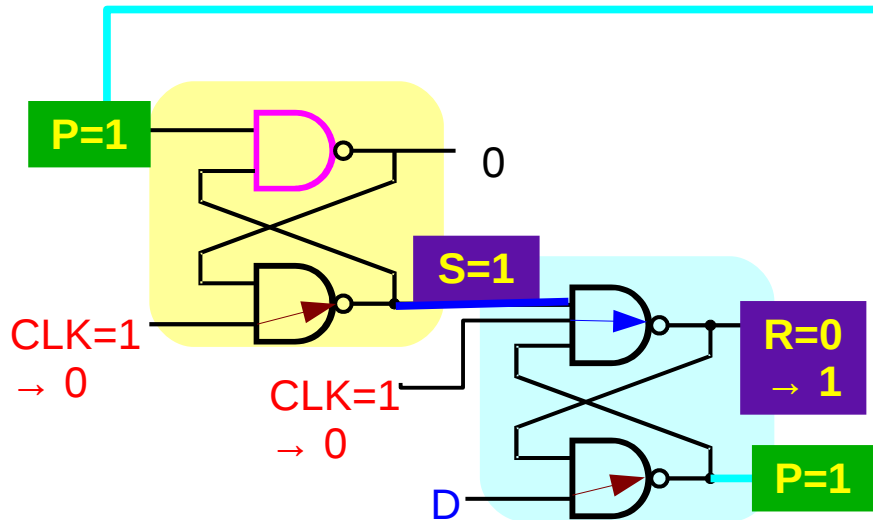 P=1
0
S=1
CLK=1
→ 0
R=0
→ 1
CLK=1
→ 0
P=1
D